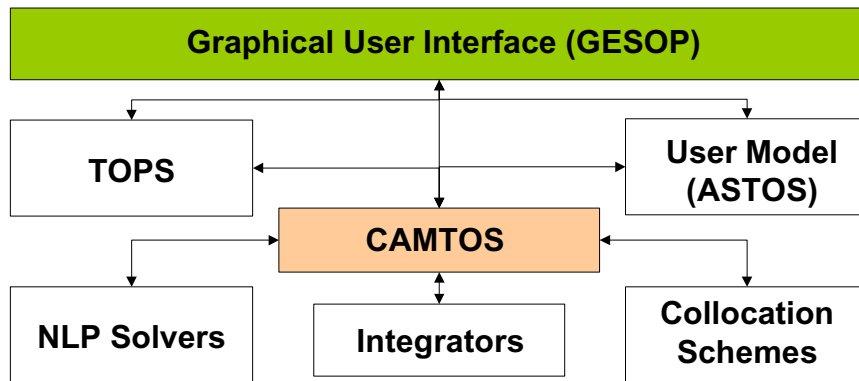 Graphical User Interface (GESOP)
TOPS
User Model
(ASTOS)
CAMTOS
NLP Solvers
Integrators
Collocation
Schemes